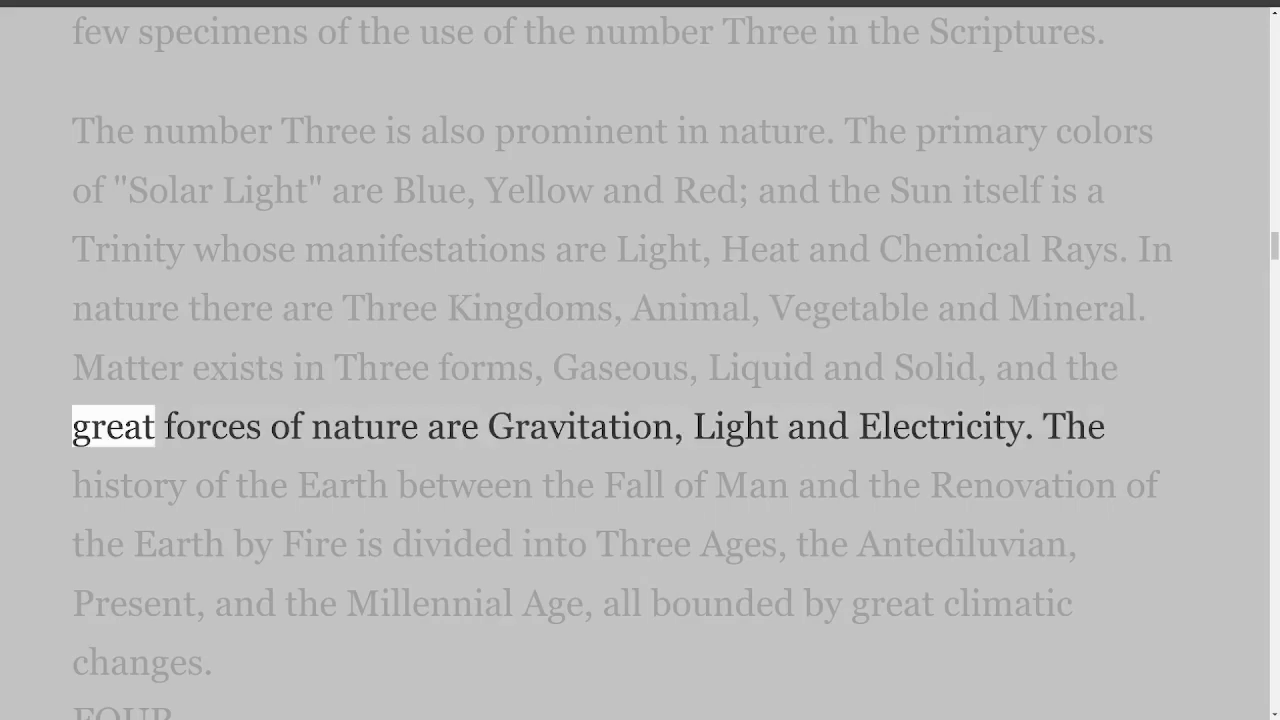 few specimens of the use of the number Three in the Scriptures.
The number Three is also prominent in nature. The primary colors
of "Solar Light" are Blue, Yellow and Red; and the Sun itself is a
Trinity whose manifestations are Light, Heat and Chemical Rays. In
nature there are Three Kingdoms, Animal, Vegetable and Mineral.
Matter exists in Three forms, Gaseous, Liquid and Solid, and the
great forces of nature are Gravitation, Light and Electricity. The
history of the Earth between the Fall of Man and the Renovation of
the Earth by Fire is divided into Three Ages, the Antediluvian,
Present, and the Millennial Age, all bounded by great climatic
changes.
FOUR